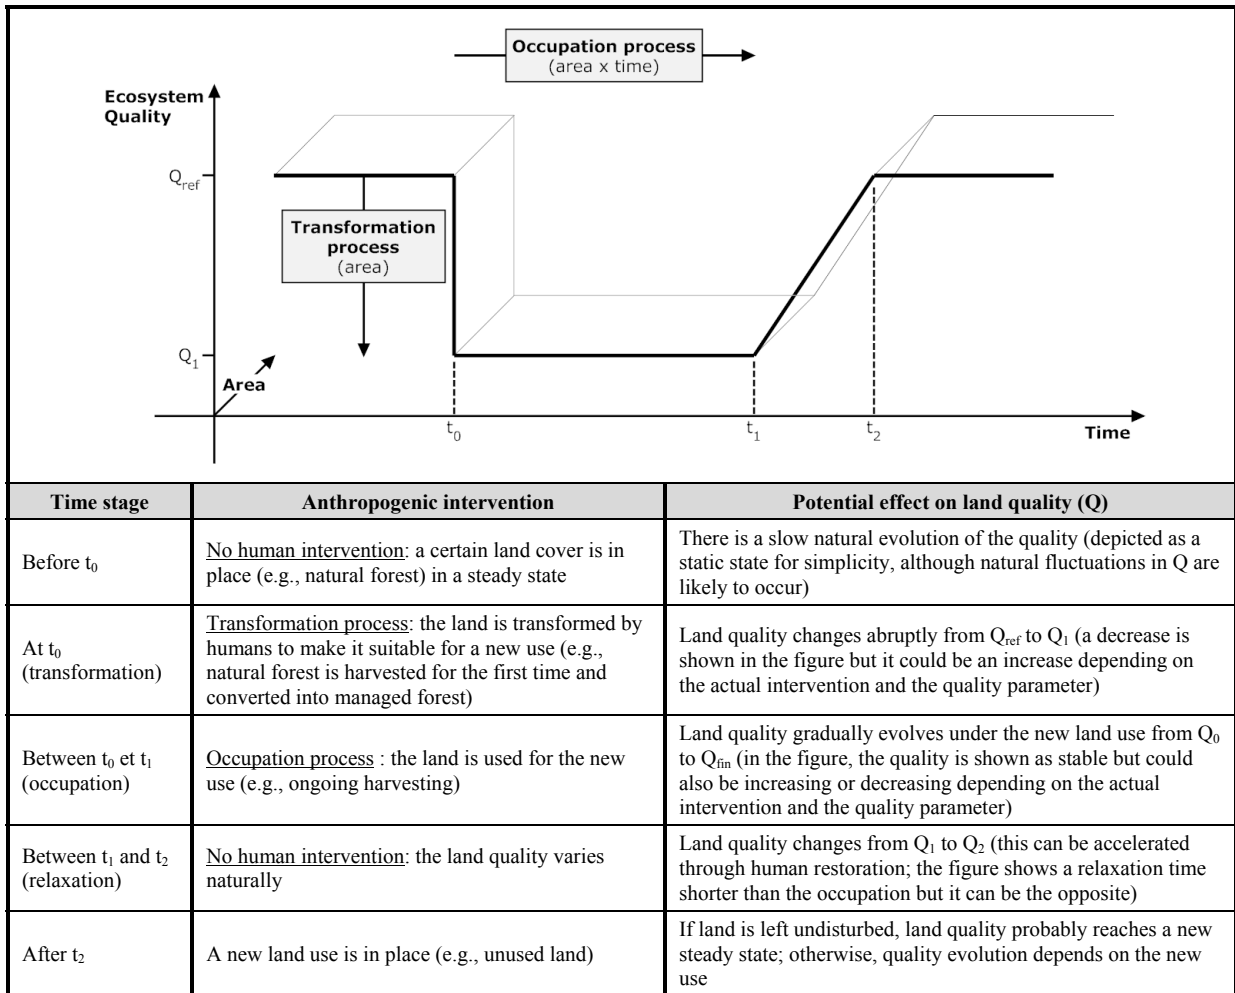 Occupation process
(area x time)
Ecosystem
Quality
Qref
Transformation
process
(area)
Q1
Area
t0
t1
t2
Time
Time stage
Anthropogenic intervention
Potential effect on land quality (Q)
Before t0
No human intervention: a certain land cover is in
place (e.g., natural forest) in a steady state
There is a slow natural evolution of the quality (depicted as a
static state for simplicity, although natural fluctuations in Q are
likely to occur)
At t0
(transformation)
Transformation process: the land is transformed by
humans to make it suitable for a new use (e.g.,
natural forest is harvested for the first time and
converted into managed forest)
Land quality changes abruptly from Qref to Q1 (a decrease is
shown in the figure but it could be an increase depending on
the actual intervention and the quality parameter)
Between t0 et t1
(occupation)
Occupation process : the land is used for the new
use (e.g., ongoing harvesting)
Land quality gradually evolves under the new land use from Q0
to Qfin (in the figure, the quality is shown as stable but could
also be increasing or decreasing depending on the actual
intervention and the quality parameter)
Between t1 and t2
(relaxation)
No human intervention: the land quality varies
naturally
Land quality changes from Q1 to Q2 (this can be accelerated
through human restoration; the figure shows a relaxation time
shorter than the occupation but it can be the opposite)
After t2
A new land use is in place (e.g., unused land)
If land is left undisturbed, land quality probably reaches a new
steady state; otherwise, quality evolution depends on the new
use